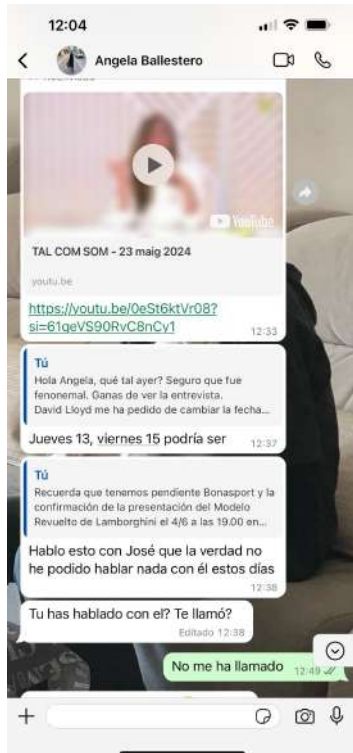 12:04
Angela Ballestero
YouTube
TAL COM SOM - 23 maig 2024
youtu.be
https://youtu.be/0eSt6ktVr08?
si=61qeVS90RvC8nCy1
12:33
Tú
Hola Angela, qué tal ayer? Seguro que fue
fenonemal. Ganas de ver la entrevista.
David Lloyd me ha pedido de cambiar la fecha...
Jueves 13, viernes 15 podría ser
12:37
Tú
Recuerda que tenemos pendiente Bonasport y la
confirmación de la presentación del Modelo
Revuelto de Lamborghini el 4/6 a las 19.00 en...
Hablo esto con José que la verdad no
he podido hablar nada con él estos días
12:38
Tu has hablado con el? Te llamó?
Editado 12:38
No me ha llamado
12:49